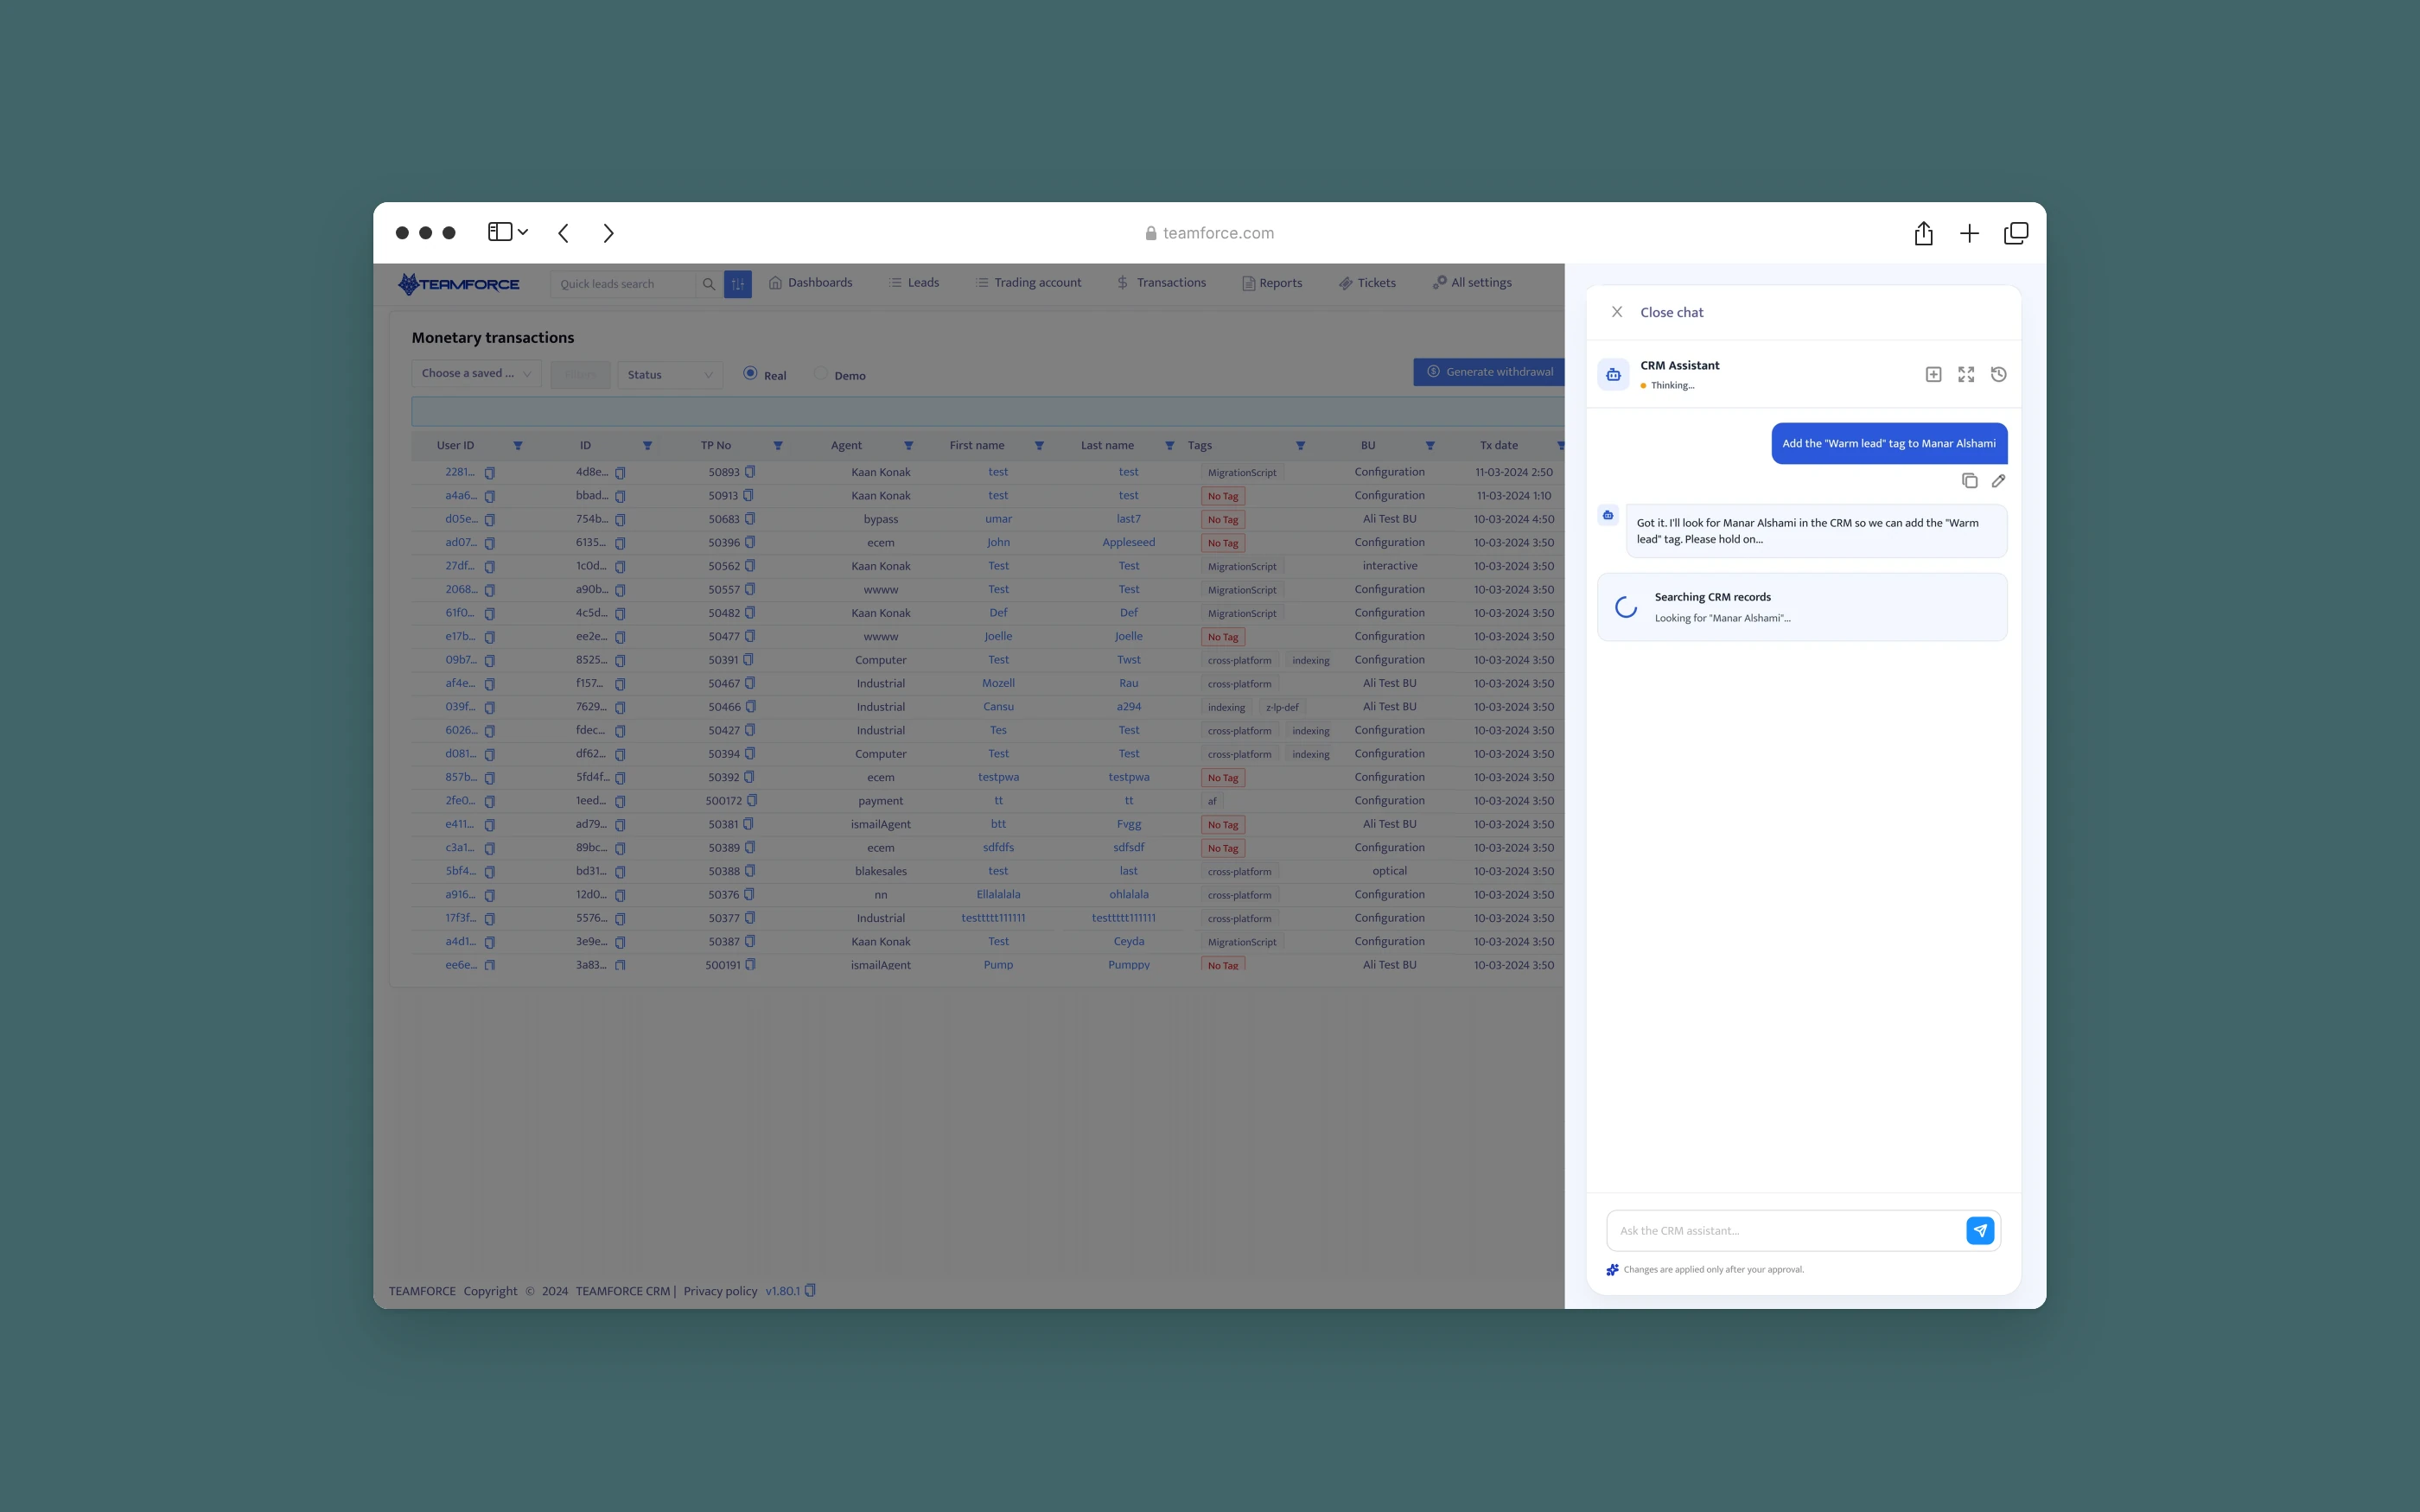 teamforce.com
TEAMFORCE Quick leads search Dashboards Leads Trading account Transactions Reports Tickets All settings
Monetary transactions
Choose a saved ... Status Real Demo Generate withdrawal
User ID ID TP No Agent First name Last name Tags BU Tx date
2281... 4d8e... 50893 Kaan Konak test test MigrationScript Configuration 11-03-2024 2:50
a4a6... bbad... 50913 Kaan Konak test test No Tag Configuration 11-03-2024 1:10
d05e... 754b... 50683 bypass umar last7 No Tag Ali Test BU 10-03-2024 4:50
ad07... 6135... 50396 ecem John Appleseed No Tag Configuration 10-03-2024 3:50
27df... 1c0d... 50562 Kaan Konak Test Test MigrationScript interactive 10-03-2024 3:50
2068... a90b... 50557 wwww Test Test MigrationScript Configuration 10-03-2024 3:50
61f0... 4c5d... 50482 Kaan Konak Def Def MigrationScript Configuration 10-03-2024 3:50
e17b... ee2e... 50477 wwww Joelle Joelle No Tag Configuration 10-03-2024 3:50
09b7... 8525... 50391 Computer Test Twst cross-platform indexing Configuration 10-03-2024 3:50
af4e... f157... 50467 Industrial Mozell Rau cross-platform Ali Test BU 10-03-2024 3:50
039f... 7629... 50466 Industrial Cansu a294 indexing z-lp-def Ali Test BU 10-03-2024 3:50
6026... fdec... 50427 Industrial Tes Test cross-platform indexing Configuration 10-03-2024 3:50
d081... df62... 50394 Computer Test Test cross-platform indexing Configuration 10-03-2024 3:50
857b... 5fd4f... 50392 ecem testpwa testpwa No Tag Configuration 10-03-2024 3:50
2fe0... 1eed... 500172 payment tt tt af Configuration 10-03-2024 3:50
e411... ad79... 50381 ismailAgent btt Fvgg No Tag Ali Test BU 10-03-2024 3:50
c3a1... 89bc... 50389 ecem sdfdfs sdfsdf No Tag Configuration 10-03-2024 3:50
5bf4... bd31... 50388 blakesales test last cross-platform optical 10-03-2024 3:50
a916... 12d0... 50376 nn Ellalalala ohlalala cross-platform Configuration 10-03-2024 3:50
17f3f... 5576... 50377 Industrial testtttt111111 testtttt111111 cross-platform Configuration 10-03-2024 3:50
a4d1... 3e9e... 50387 Kaan Konak Test Ceyda MigrationScript Configuration 10-03-2024 3:50
ee6e... 3a83... 500191 ismailAgent Pump Pumppy No Tag Ali Test BU 10-03-2024 3:50
TEAMFORCE Copyright © 2024 TEAMFORCE CRM | Privacy policy v1.80.1
Close chat
CRM Assistant
Thinking...
Add the "Warm lead" tag to Manar Alshami
Got it. I'll look for Manar Alshami in the CRM so we can add the "Warm
lead" tag. Please hold on...
Searching CRM records
Looking for "Manar Alshami"...
Ask the CRM assistant...
Changes are applied only after your approval.